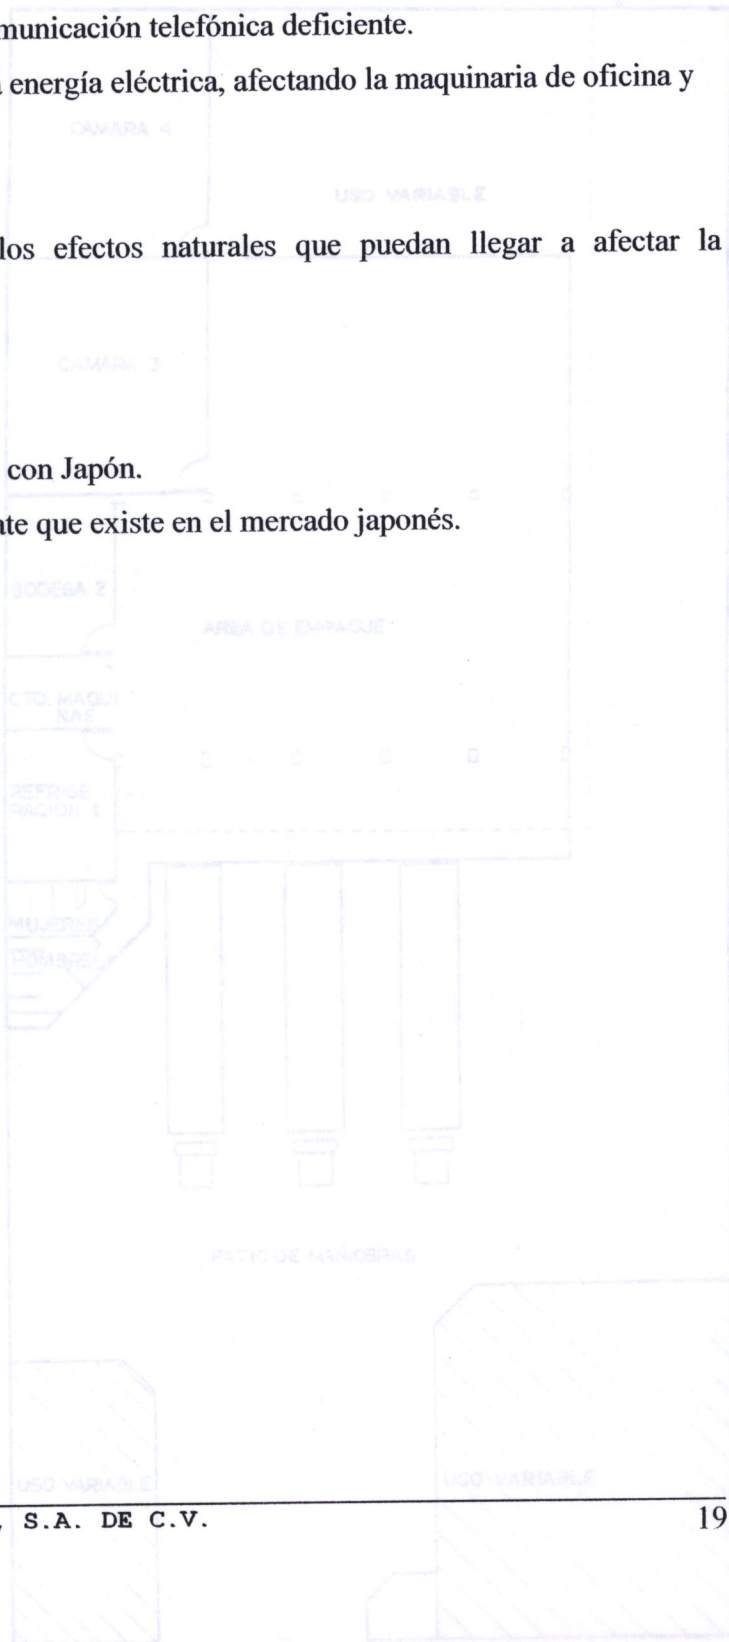 municación telefónica deficiente.
energía eléctrica, afectando la maquinaria de oficina y
CAMARA 4
USO VARIABLE
los efectos naturales que puedan llegar a afectar la
CAMARA 3
con Japón.
ate que existe en el mercado japonés.
BODEGA 2
AREA DE EMPAQUE
CTO. MAQUI
NAS
REFRIGE
RACION 1
MUJERES
HOMBRE
PATIO DE MANIOBRAS
USO VARIABLE
USO VARIABLE
S.A. DE C.V. 19